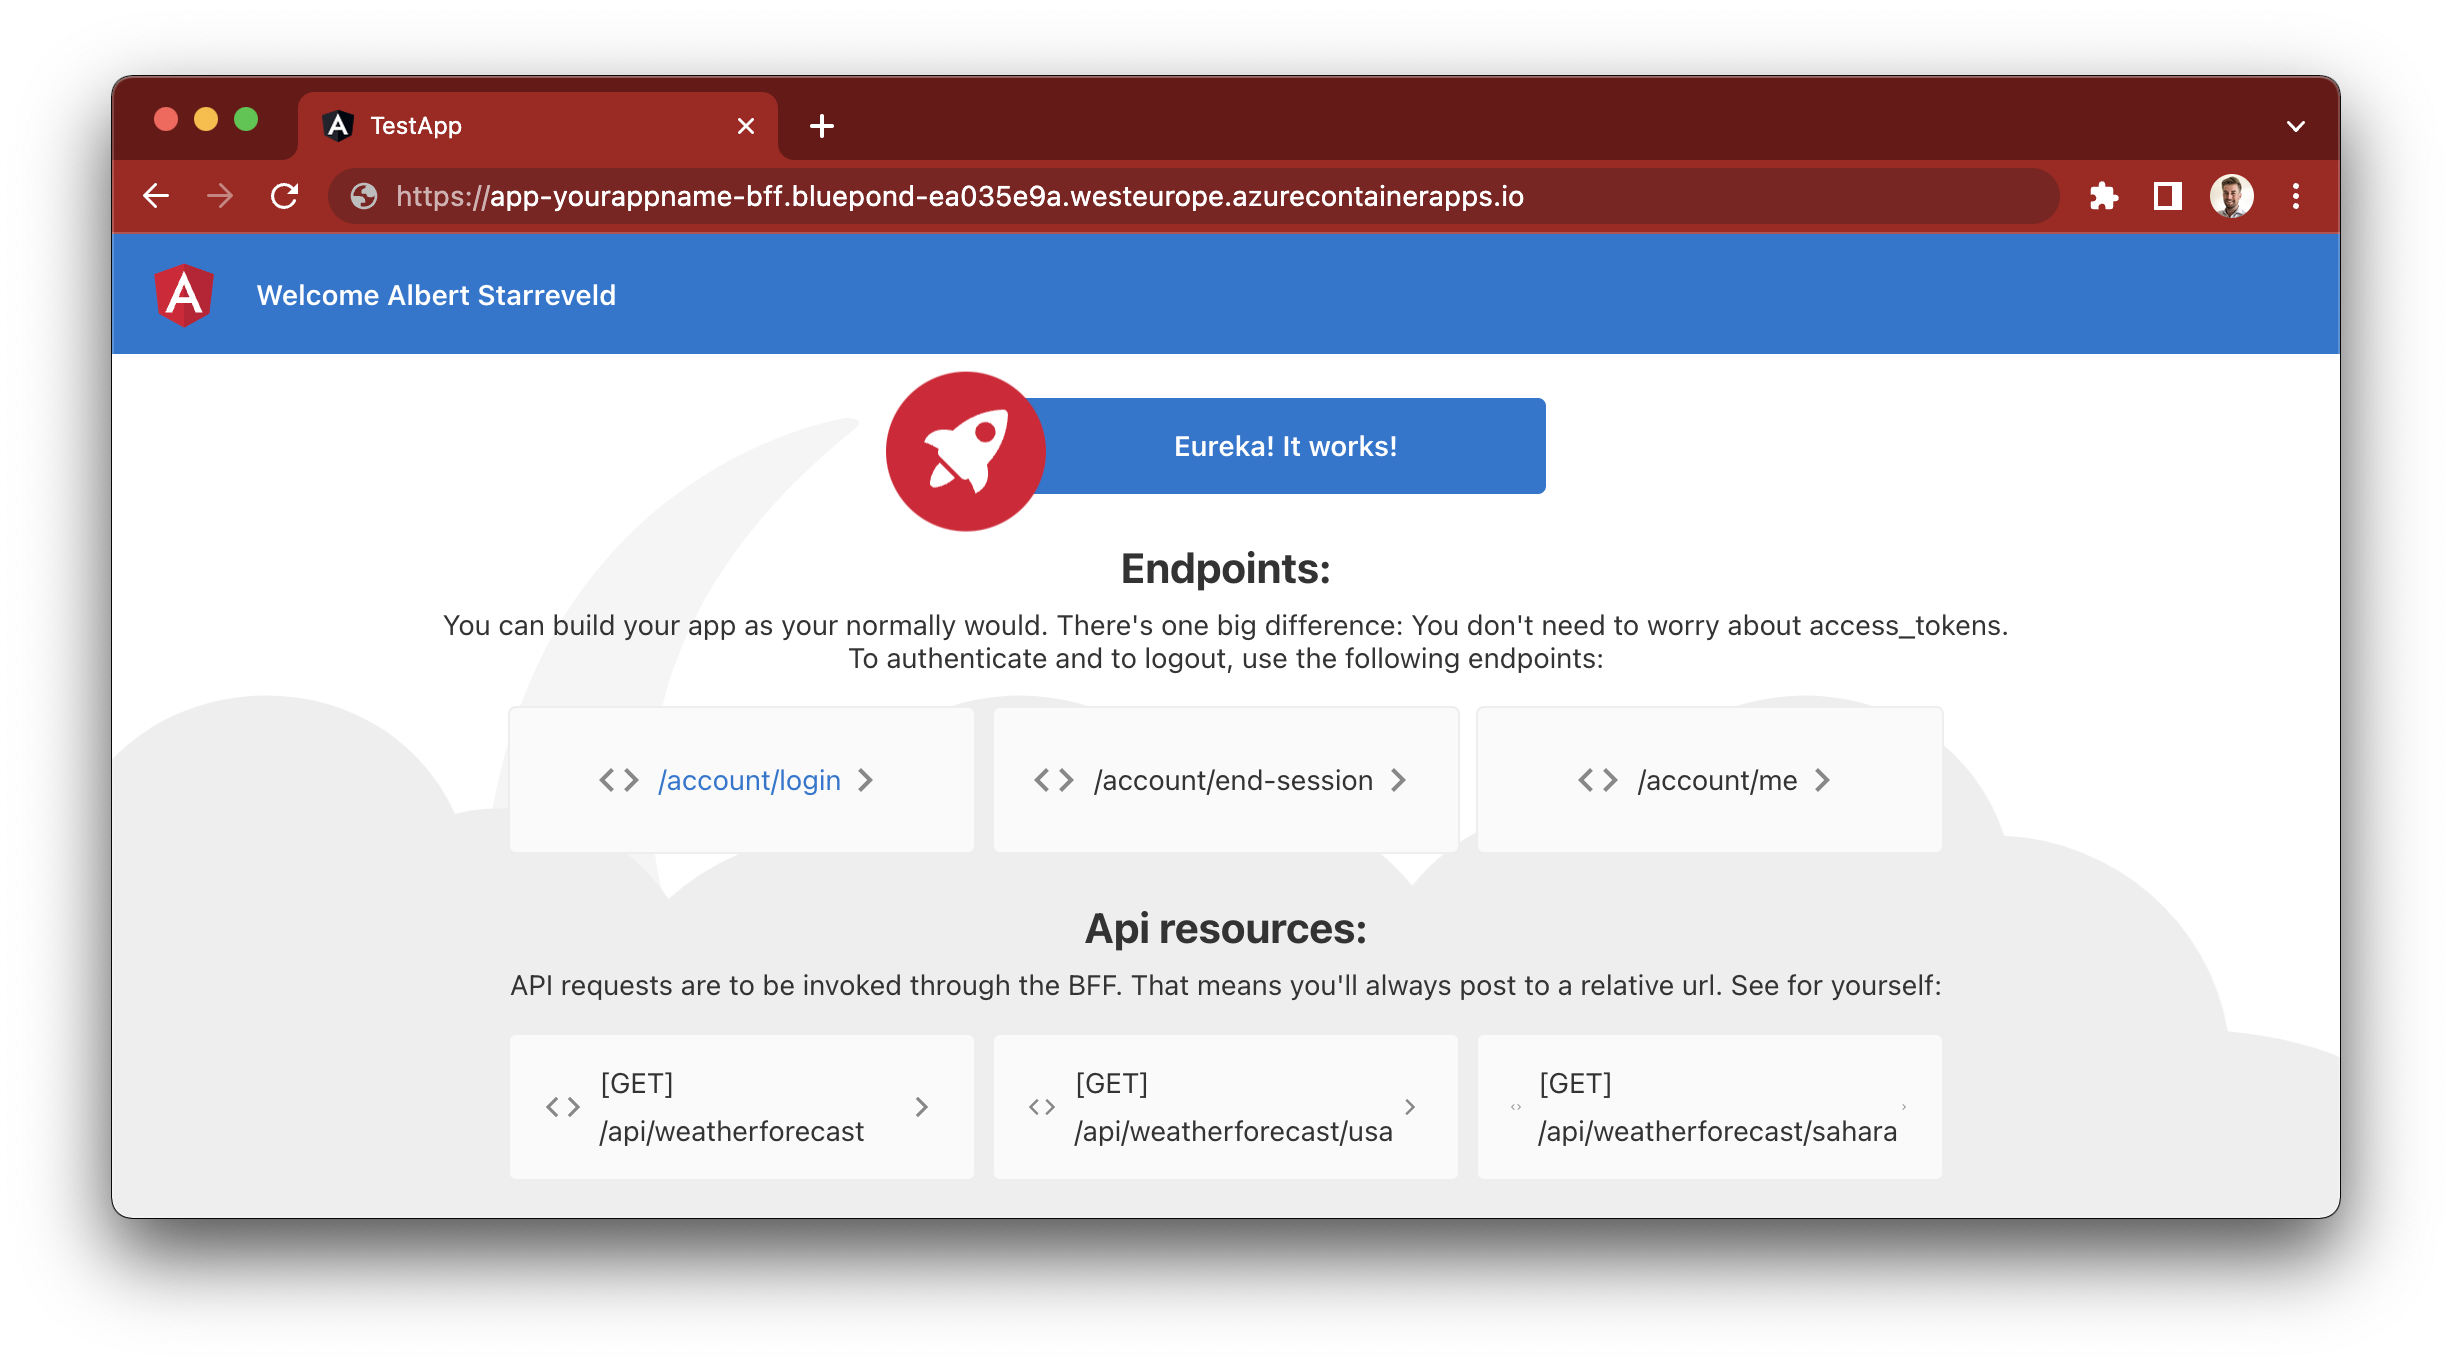 TestApp
https://app-yourappname-bff.bluepond-ea035e9a.westeurope.azurecontainerapps.io
Welcome Albert Starreveld
Eureka! It works!
Endpoints:
You can build your app as your normally would. There's one big difference: You don't need to worry about access_tokens.
To authenticate and to logout, use the following endpoints:
/account/login
/account/end-session
/account/me
Api resources:
API requests are to be invoked through the BFF. That means you'll always post to a relative url. See for yourself:
[GET]
/api/weatherforecast
[GET]
/api/weatherforecast/usa
[GET]
/api/weatherforecast/sahara